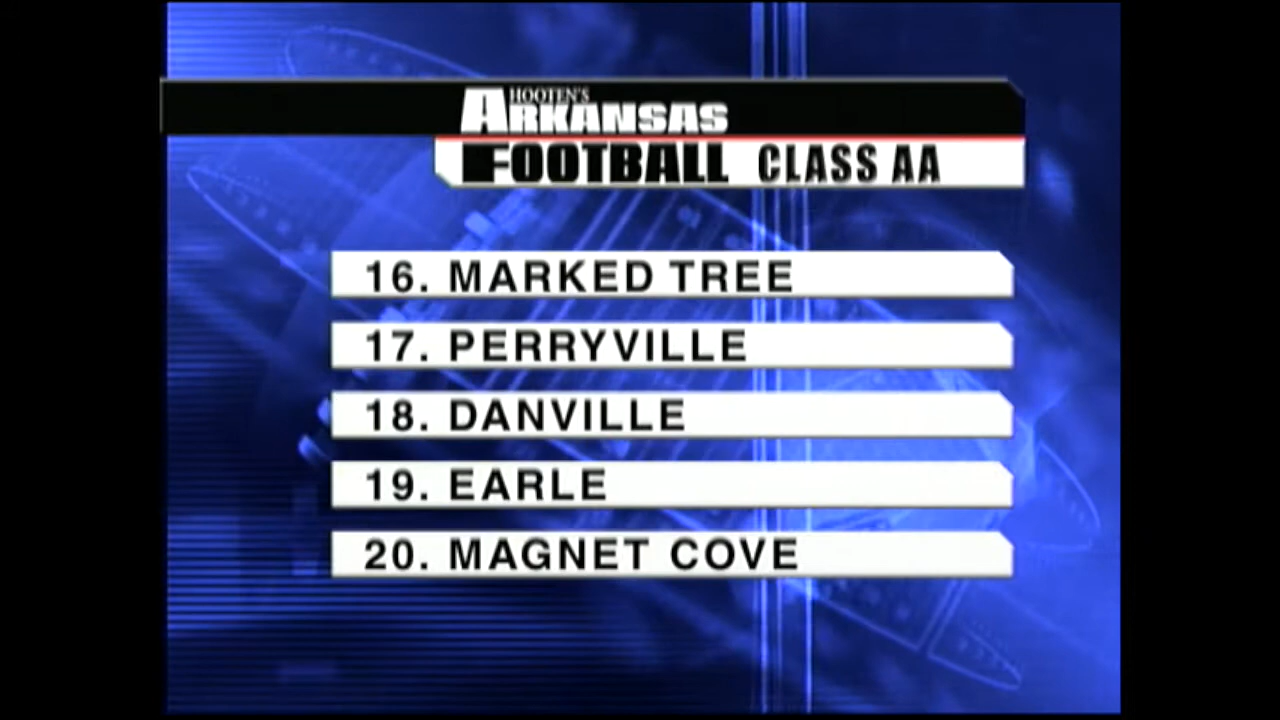 HOOTEN'S
ARKANSAS
FOOTBALL CLASS AA
16. MARKED TREE
17. PERRYVILLE
18. DANVILLE
19. EARLE
20. MAGNET COVE